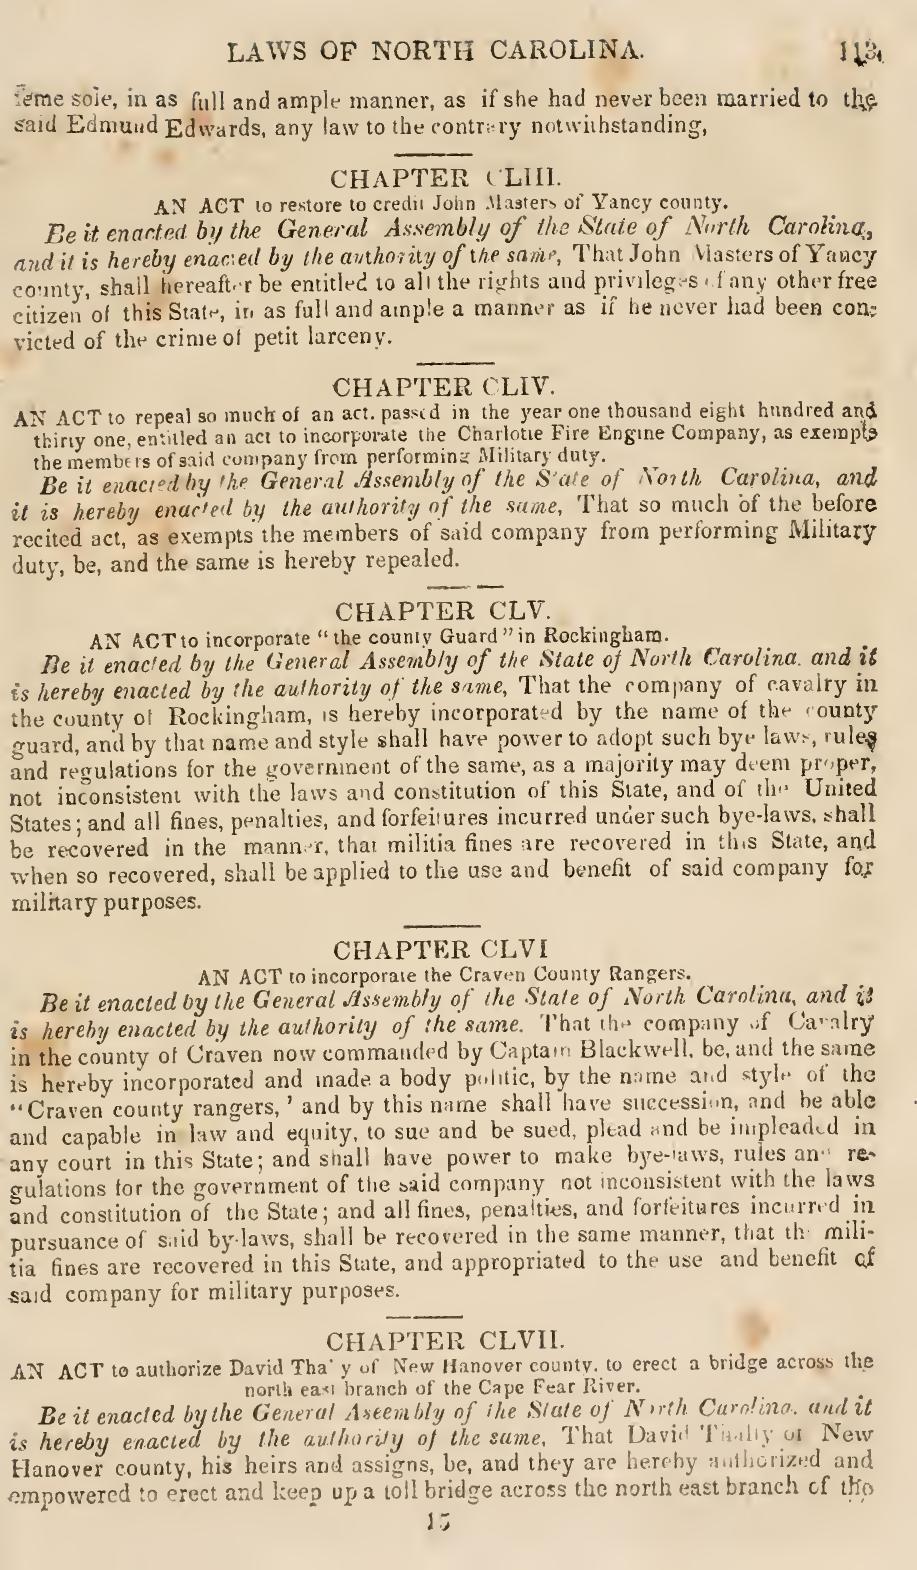 LAWS OF NORTH CAROLINA. 113
feme sole, in as full and ample manner, as if she had never been married to the
said Edmund Edwards, any law to the contrary notwithstanding,
CHAPTER CLIII.
AN ACT to restore to credit John Masters of Yancy county.
Be it enacted by the General Assembly of the State of North Carolina,
and it is hereby enacted by the authority of the same, That John Masters of Yancy
county, shall hereafter be entitled to all the rights and privileges of any other free
citizen of this State, in as full and ample a manner as if he never had been con-
victed of the crime of petit larceny.
CHAPTER CLIV.
AN ACT to repeal so much of an act. passed in the year one thousand eight hundred and
thirty one, entitled an act to incorporate the Charlotte Fire Engine Company, as exempts
the members of said company from performing Military duty.
Be it enacted by the General Assembly of the State of North Carolina, and
it is hereby enacted by the authority of the same, That so much of the before
recited act, as exempts the members of said company from performing Military
duty, be, and the same is hereby repealed.
CHAPTER CLV.
AN ACT to incorporate "the county Guard" in Rockingham.
Be it enacted by the General Assembly of the State of North Carolina. and it
is hereby enacted by the authority of the same, That the company of cavalry in
the county of Rockingham, is hereby incorporated by the name of the county
guard, and by that name and style shall have power to adopt such bye laws, rules
and regulations for the government of the same, as a majority may deem proper,
not inconsistent with the laws and constitution of this State, and of the United
States; and all fines, penalties, and forfeitures incurred under such bye-laws, shall
be recovered in the manner, that militia fines are recovered in this State, and
when so recovered, shall be applied to the use and benefit of said company for
military purposes.
CHAPTER CLVI
AN ACT to incorporate the Craven County Rangers.
Be it enacted by the General Assembly of the State of North Carolina, and it
is hereby enacted by the authority of the same. That the company of Cavalry
in the county of Craven now commanded by Captain Blackwell, be, and the same
is hereby incorporated and made a body politic, by the name and style of the
"Craven county rangers,' and by this name shall have succession, and be able
and capable in law and equity, to sue and be sued, plead and be impleaded in
any court in this State; and shall have power to make bye-laws, rules and re-
gulations for the government of the said company not inconsistent with the laws
and constitution of the State; and all fines, penalties, and forfeitures incurred in
pursuance of said by-laws, shall be recovered in the same manner, that the mili-
tia fines are recovered in this State, and appropriated to the use and benefit of
said company for military purposes.
CHAPTER CLVII.
AN ACT to authorize David Thally of New Hanover county. to erect a bridge across the
north east branch of the Cape Fear River.
Be it enacted by the General Aseembly of the State of North Carolina. and it
is hereby enacted by the authority of the same, That David Thally of New
Hanover county, his heirs and assigns, be, and they are hereby authorized and
empowered to erect and keep up a toll bridge across the north east branch of the
15